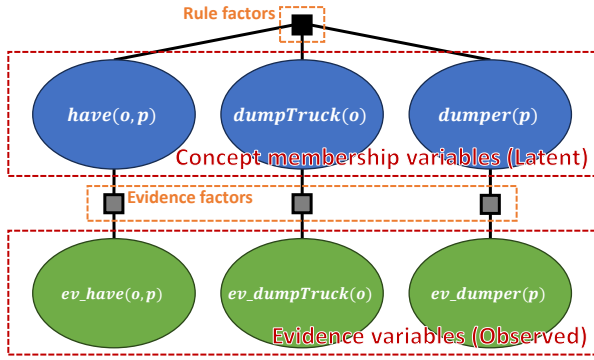 Rule factors
have(o,p)
dumpTruck(o)
dumper(p)
Concept membership variables (Latent)
Evidence factors
ev_have(o,p)
ev_dumpTruck(o)
ev_dumper(p)
Evidence variables (Observed)